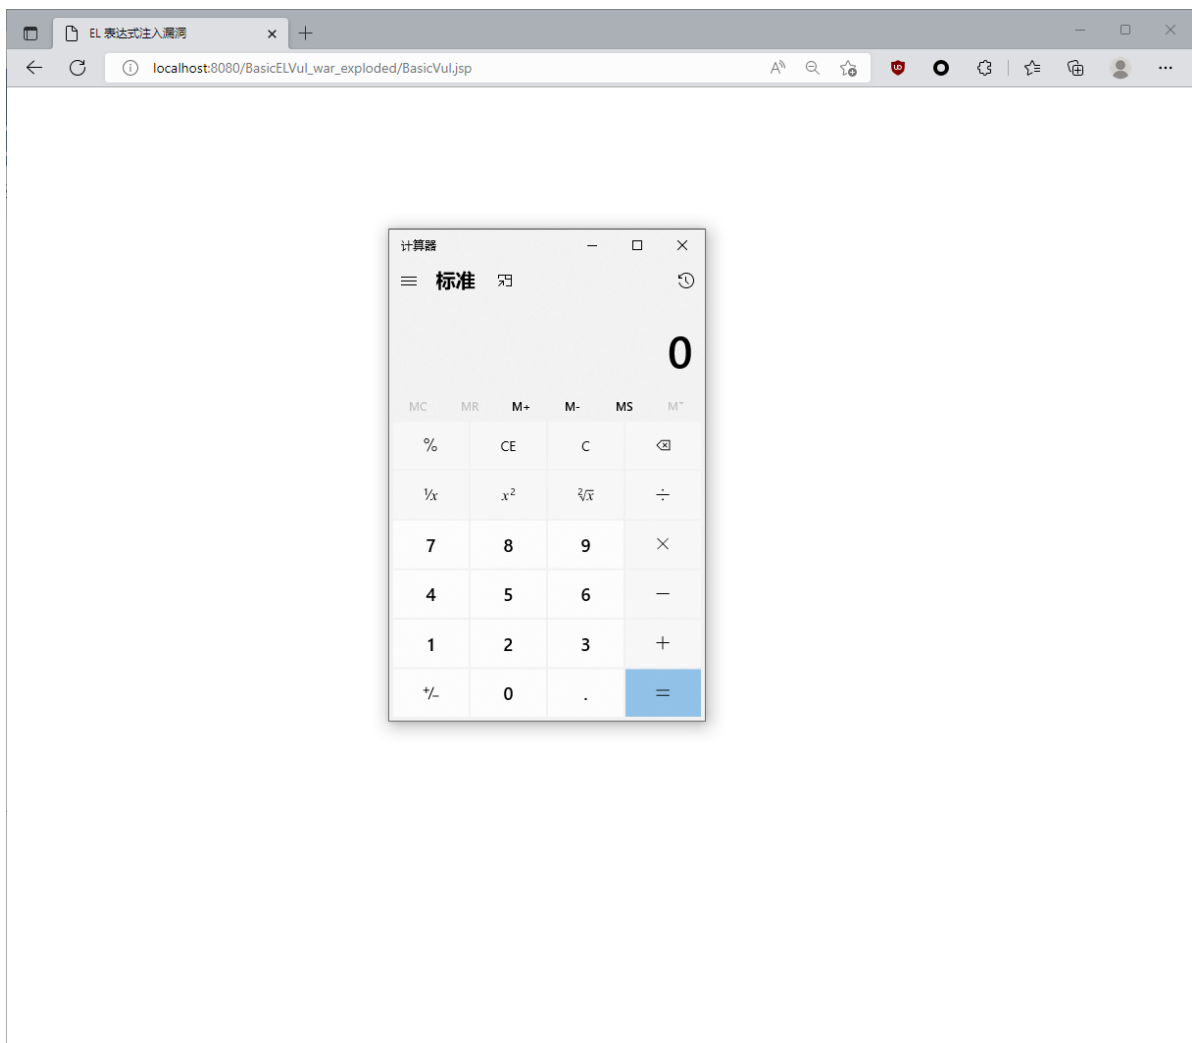 EL 表达式注入漏洞
localhost:8080/BasicELVul_war_exploded/BasicVul.jsp
计算器
标准
0
MC MR M+ M- MS M˅
% CE C
⅟x x² ²√x ÷
7 8 9 ×
4 5 6 −
1 2 3 +
+/− 0 . =